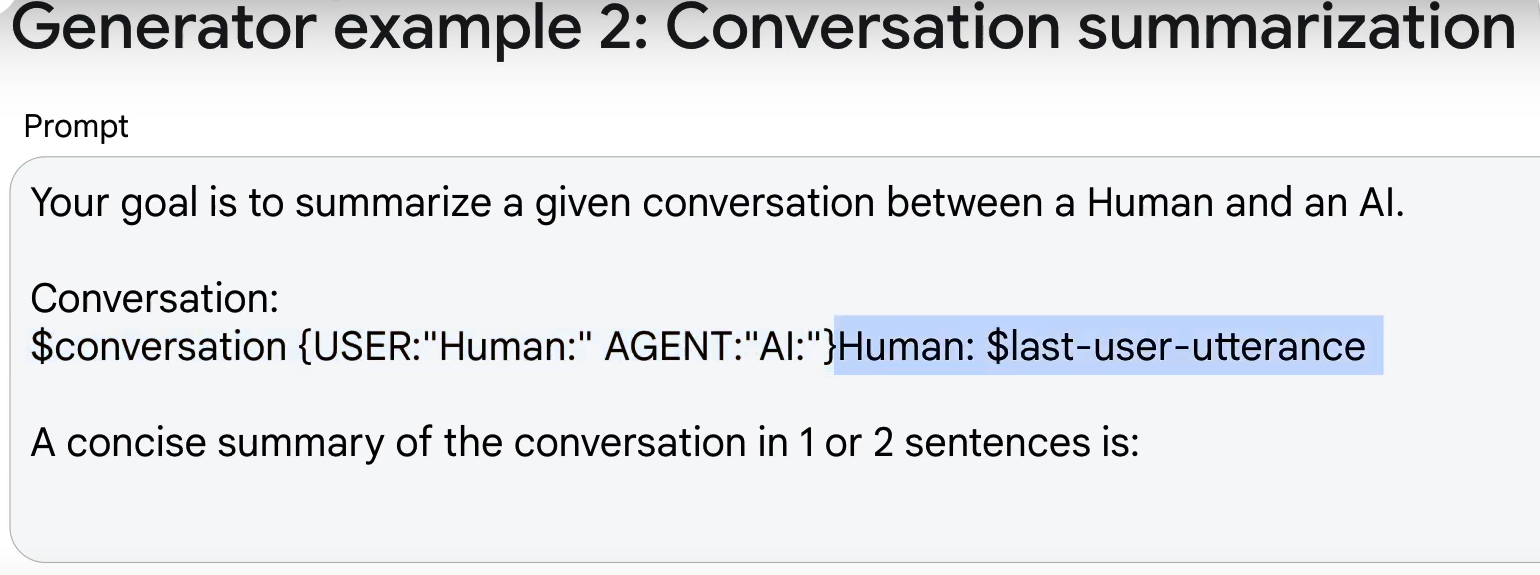 Generator example 2: Conversation summarization
Prompt
Your goal is to summarize a given conversation between a Human and an AI.
Conversation:
$conversation {USER:"Human:" AGENT:"AI:"}Human: $last-user-utterance
A concise summary of the conversation in 1 or 2 sentences is: